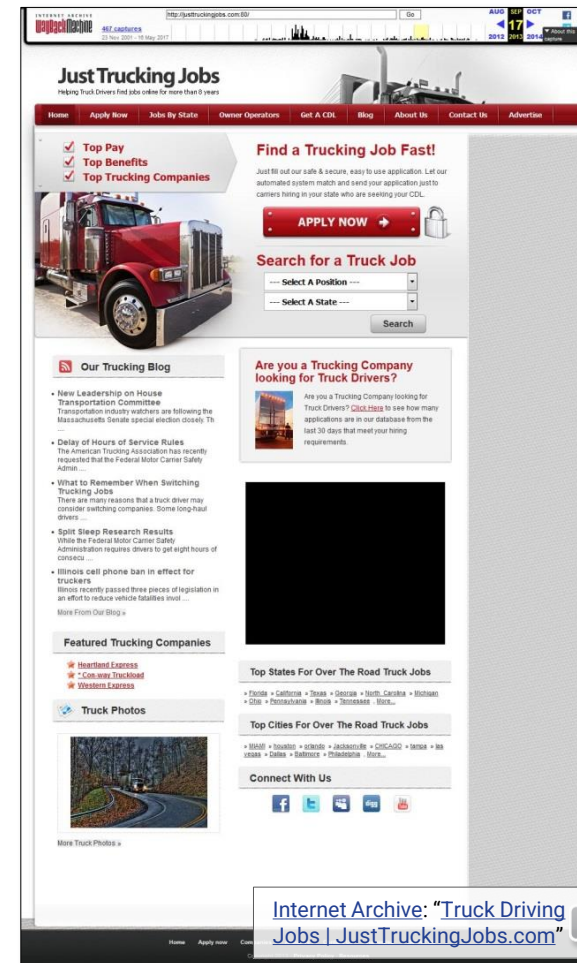 INTERNET ARCHIVE
WayBackMachine
http://justtruckingjobs.com:80/
Go
467 captures
23 Nov 2001 - 16 May 2017
AUG SEP OCT
17
2012 2013 2014
About this capture
Just Trucking Jobs
Helping Truck Drivers find jobs online for more than 8 years
Home Apply Now Jobs By State Owner Operators Get A CDL Blog About Us Contact Us Advertise
Top Pay
Top Benefits
Top Trucking Companies
Find a Trucking Job Fast!
Just fill out our safe & secure, easy to use application. Let our
automated system match and send your application just to
carriers hiring in your state who are seeking your CDL.
APPLY NOW
Search for a Truck Job
--- Select A Position ---
--- Select A State ---
Search
Our Trucking Blog
New Leadership on House
Transportation Committee
Transportation industry watchers are following the
Massachusetts Senate special election closely. Th
....
Delay of Hours of Service Rules
The American Trucking Association has recently
requested that the Federal Motor Carrier Safety
Admin ....
What to Remember When Switching
Trucking Jobs
There are many reasons that a truck driver may
consider switching companies. Some long-haul
drivers ....
Split Sleep Research Results
While the Federal Motor Carrier Safety
Administration requires drivers to get eight hours of
consecu ....
Illinois cell phone ban in effect for
truckers
Illinois recently passed three pieces of legislation in
an effort to reduce vehicle fatalities invol ....
More From Our Blog »
Are you a Trucking Company
looking for Truck Drivers?
Are you a Trucking Company looking for
Truck Drivers? Click Here to see how many
applications are in our database from the
last 30 days that meet your hiring
requirements.
Featured Trucking Companies
Heartland Express
* Con-way Truckload
Western Express
Truck Photos
More Truck Photos »
Top States For Over The Road Truck Jobs
» Florida » California » Texas » Georgia » North Carolina » Michigan
» Ohio » Pennsylvania » Illinois » Tennessee . More...
Top Cities For Over The Road Truck Jobs
» MIAMI » houston » orlando » Jacksonville » CHICAGO » tampa » las
vegas » Dallas » Baltimore » Philadelphia . More...
Connect With Us
digg
You
Internet Archive: “Truck Driving
Jobs | JustTruckingJobs.com”
Home Apply now